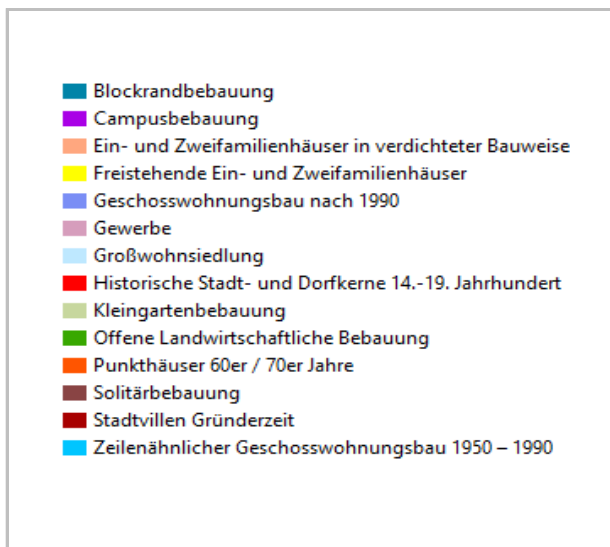 Blockrandbebauung
Campusbebauung
Ein- und Zweifamilienhäuser in verdichteter Bauweise
Freistehende Ein- und Zweifamilienhäuser
Geschosswohnungsbau nach 1990
Gewerbe
Großwohnsiedlung
Historische Stadt- und Dorfkerne 14.-19. Jahrhundert
Kleingartenbebauung
Offene Landwirtschaftliche Bebauung
Punkthäuser 60er / 70er Jahre
Solitärbebauung
Stadtvillen Gründerzeit
Zeilenähnlicher Geschosswohnungsbau 1950 – 1990